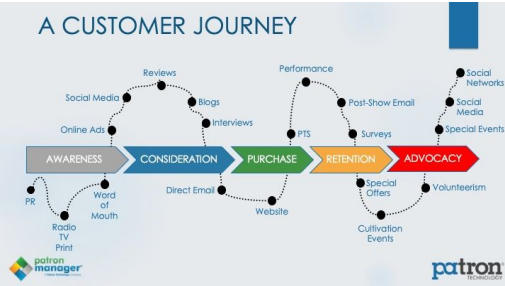 A CUSTOMER JOURNEY
Reviews
Performance
Social
Networks
Social Media
Blogs
Post-Show Email
Social
Media
Online Ads
Interviews
PTS
Surveys
Special Events
AWARENESS
CONSIDERATION
PURCHASE
RETENTION
ADVOCACY
PR
Word
of
Mouth
Direct Email
Special
Offers
Volunteerism
Radio
TV
Print
Website
Cultivation
Events
patron
manager
patron
TECHNOLOGY